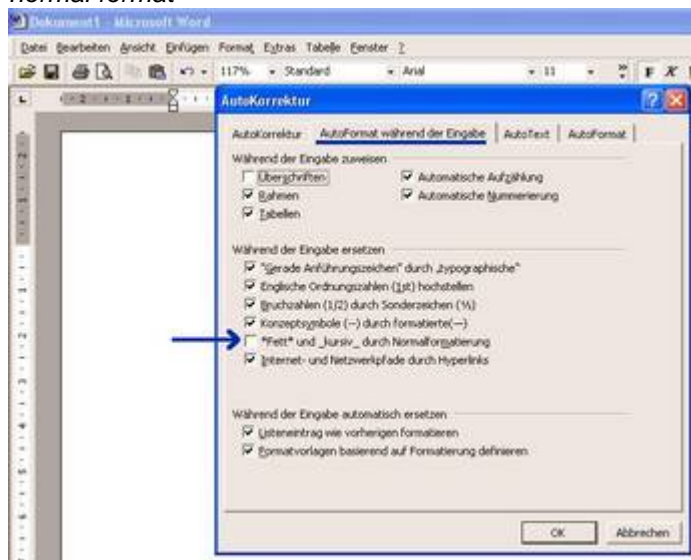 normal format
Dokument1 - Microsoft Word
Datei Bearbeiten Ansicht Einfügen Format Extras Tabelle Fenster ?
117% Standard Arial 11 F K
2 1
AutoKorrektur
AutoKorrektur AutoFormat während der Eingabe AutoText AutoFormat
Während der Eingabe zuweisen
Überschriften Automatische Aufzählung
Rahmen Automatische Nummerierung
Tabellen
Während der Eingabe ersetzen
"Gerade Anführungszeichen" durch „typographische“
Englische Ordnungszahlen (1st) hochstellen
Bruchzahlen (1/2) durch Sonderzeichen (½)
Konzeptsymbole (--) durch formatierte(—)
*Fett* und _kursiv_ durch Normalformatierung
Internet- und Netzwerkpfade durch Hyperlinks
Während der Eingabe automatisch ersetzen
Listeneintrag wie vorherigen formatieren
Formatvorlagen basierend auf Formatierung definieren
OK Abbrechen